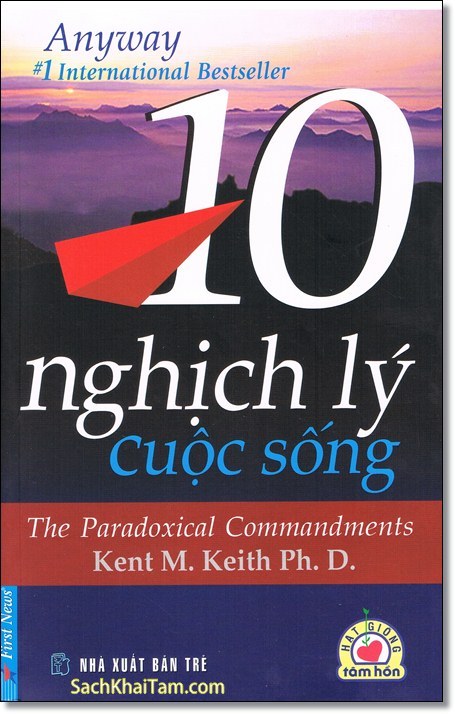 Anyway
#1 International Bestseller
10
nghịch lý
cuộc sống
The Paradoxical Commandments
Kent M. Keith Ph. D.
First News
NHÀ XUẤT BẢN TRẺ
HẠT GIỐNG
tâm hồn
SachKhaiTam.com